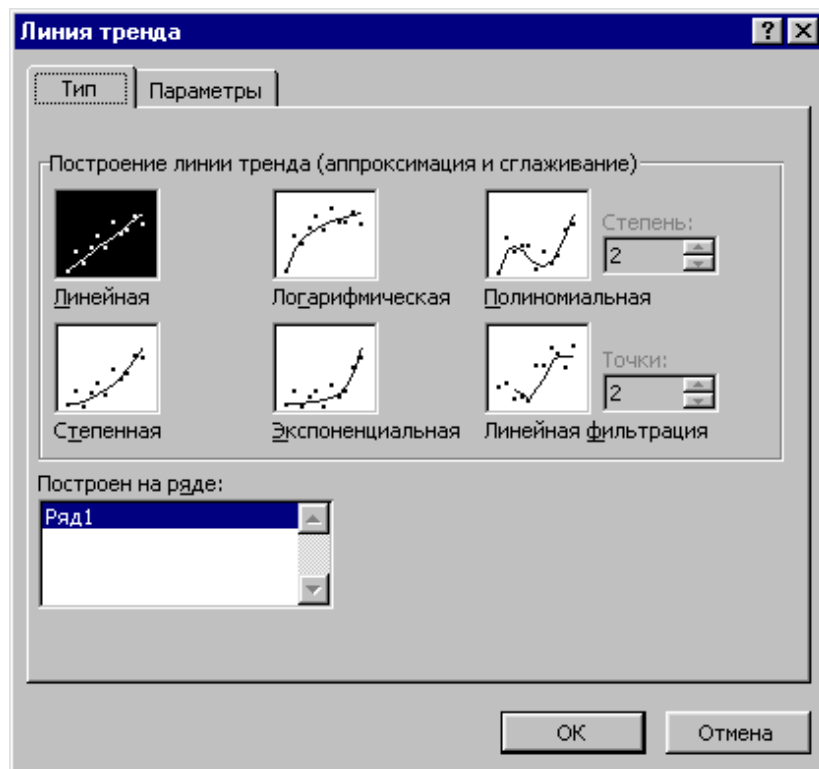 Линия тренда
Тип
Параметры
Построение линии тренда (аппроксимация и сглаживание)
Степень:
2
Линейная
Логарифмическая
Полиномиальная
Точки:
2
Степенная
Экспоненциальная
Линейная фильтрация
Построен на ряде:
Ряд1
ОК
Отмена